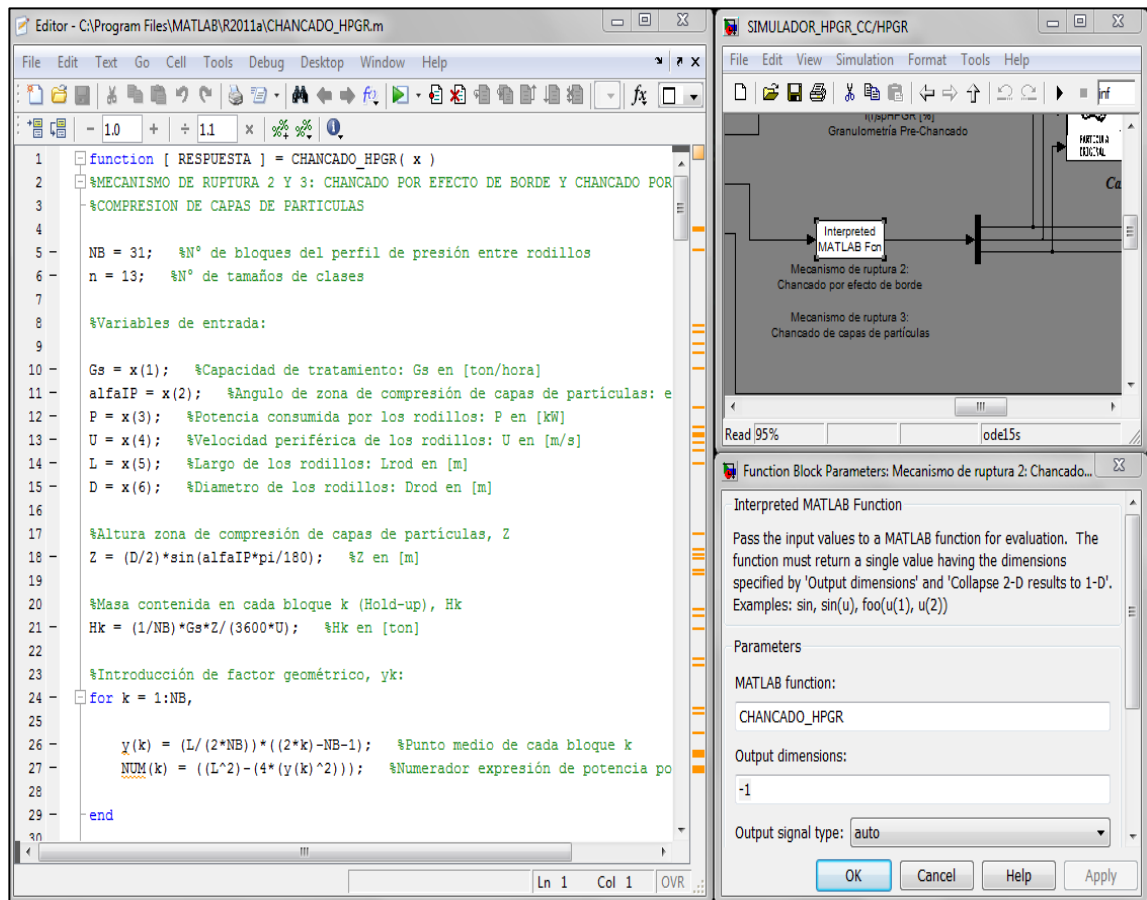 Editor - C:\Program Files\MATLAB\R2011a\CHANCADO_HPGR.m
File Edit Text Go Cell Tools Debug Desktop Window Help
1.0 + ÷ 1.1 ×
1 function [ RESPUESTA ] = CHANCADO_HPGR( x )
2 %MECANISMO DE RUPTURA 2 Y 3: CHANCADO POR EFECTO DE BORDE Y CHANCADO POR
3 %COMPRESION DE CAPAS DE PARTICULAS
4
5 - NB = 31; %N° de bloques del perfil de presión entre rodillos
6 - n = 13; %N° de tamaños de clases
7
8 %Variables de entrada:
9
10 - Gs = x(1); %Capacidad de tratamiento: Gs en [ton/hora]
11 - alfaIP = x(2); %Angulo de zona de compresión de capas de partículas: e
12 - P = x(3); %Potencia consumida por los rodillos: P en [kW]
13 - U = x(4); %Velocidad periférica de los rodillos: U en [m/s]
14 - L = x(5); %Largo de los rodillos: Lrod en [m]
15 - D = x(6); %Diametro de los rodillos: Drod en [m]
16
17 %Altura zona de compresión de capas de partículas, Z
18 - Z = (D/2)*sin(alfaIP*pi/180); %Z en [m]
19
20 %Masa contenida en cada bloque k (Hold-up), Hk
21 - Hk = (1/NB)*Gs*Z/(3600*U); %Hk en [ton]
22
23 %Introducción de factor geométrico, yk:
24 - for k = 1:NB,
25
26 - y(k) = (L/(2*NB))*((2*k)-NB-1); %Punto medio de cada bloque k
27 - NUM(k) = ((L^2)-(4*(y(k)^2))); %Numerador expresión de potencia po
28
29 - end
30
Ln 1 Col 1 OVR
SIMULADOR_HPGR_CC/HPGR
File Edit View Simulation Format Tools Help
inf
Granulometría Pre-Chancado
PARTICULA
ORIGINAL
Ca
Interpreted
MATLAB Fcn
Mecanismo de ruptura 2:
Chancado por efecto de borde
Mecanismo de ruptura 3:
Chancado de capas de partículas
Read 95% ode15s
Function Block Parameters: Mecanismo de ruptura 2: Chancado...
Interpreted MATLAB Function
Pass the input values to a MATLAB function for evaluation. The
function must return a single value having the dimensions
specified by 'Output dimensions' and 'Collapse 2-D results to 1-D'.
Examples: sin, sin(u), foo(u(1), u(2))
Parameters
MATLAB function:
CHANCADO_HPGR
Output dimensions:
-1
Output signal type: auto
OK Cancel Help Apply